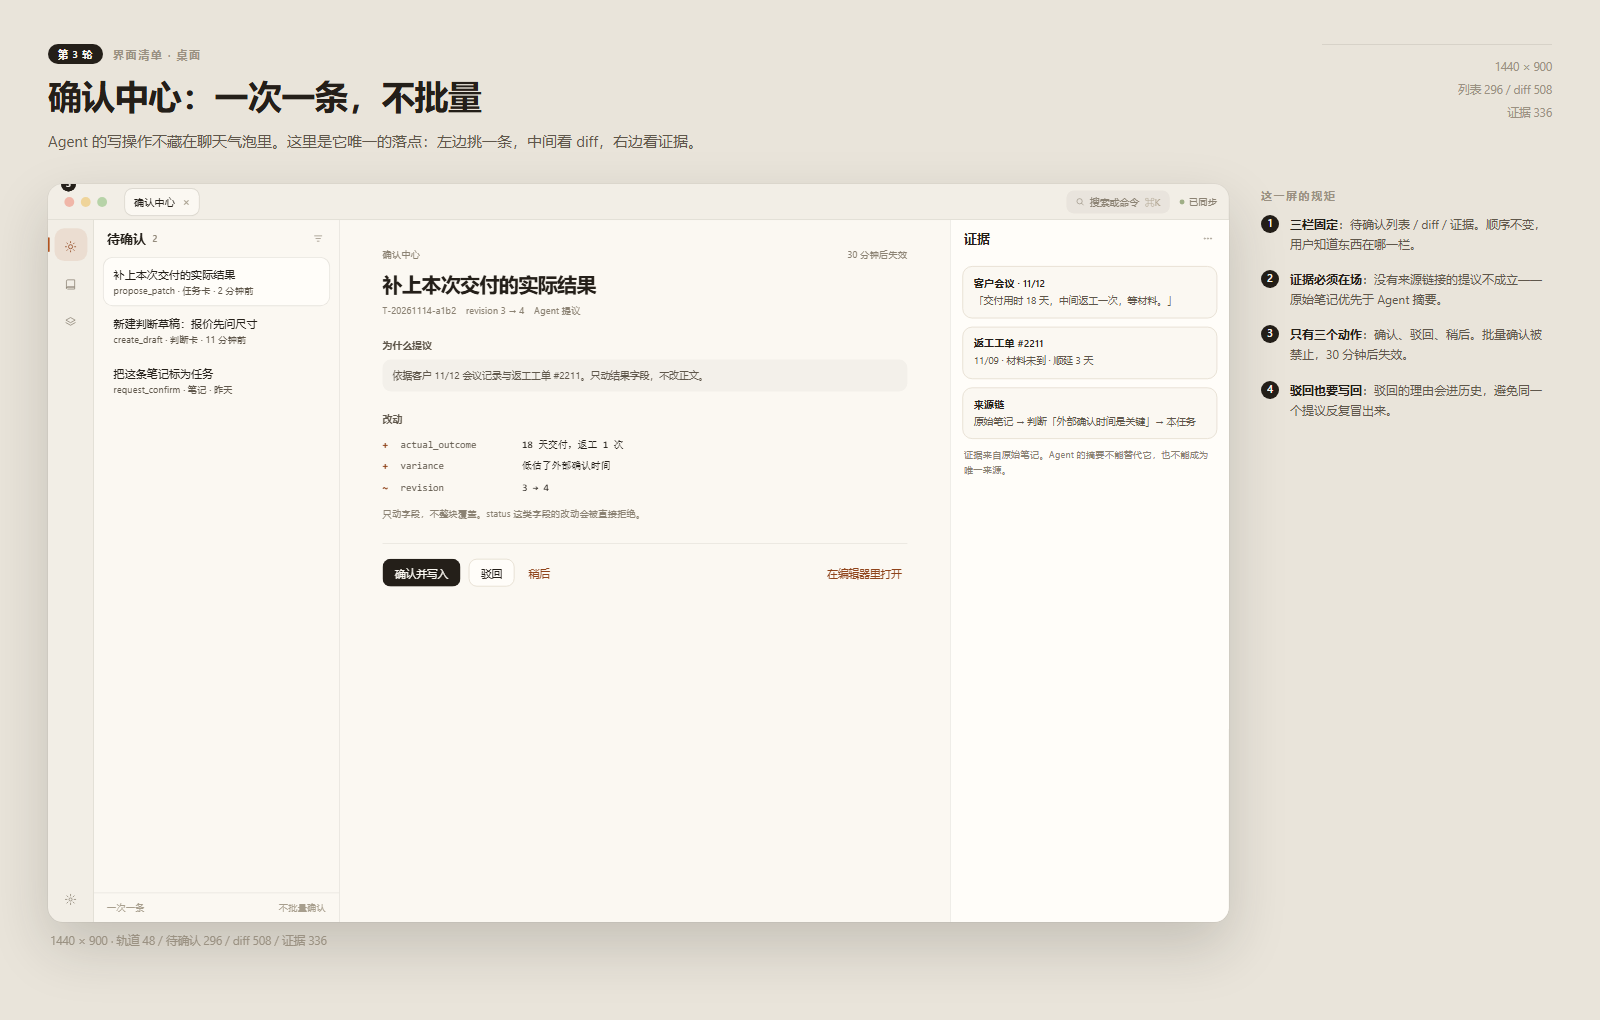 第 3 轮 界面清单 · 桌面
确认中心：一次一条，不批量
Agent 的写操作不藏在聊天气泡里。这里是它唯一的落点：左边挑一条，中间看 diff，右边看证据。
1440 × 900
列表 296 / diff 508
证据 336
确认中心 ×
搜索或命令 ⌘K
已同步
待确认 2
补上本次交付的实际结果
propose_patch · 任务卡 · 2 分钟前
新建判断草稿：报价先问尺寸
create_draft · 判断卡 · 11 分钟前
把这条笔记标为任务
request_confirm · 笔记 · 昨天
一次一条
不批量确认
确认中心
30 分钟后失效
补上本次交付的实际结果
T-20261114-a1b2 revision 3 → 4 Agent 提议
为什么提议
依据客户 11/12 会议记录与返工工单 #2211。只动结果字段，不改正文。
改动
+ actual_outcome 18 天交付，返工 1 次
+ variance 低估了外部确认时间
~ revision 3 → 4
只动字段，不整块覆盖。status 这类字段的改动会被直接拒绝。
确认并写入
驳回
稍后
在编辑器里打开
证据
客户会议 · 11/12
「交付用时 18 天，中间返工一次，等材料。」
返工工单 #2211
11/09 · 材料未到 · 顺延 3 天
来源链
原始笔记 → 判断「外部确认时间是关键」→ 本任务
证据来自原始笔记。Agent 的摘要不能替代它，也不能成为
唯一来源。
这一屏的规矩
1 三栏固定：待确认列表 / diff / 证据。顺序不变，
用户知道东西在哪一栏。
2 证据必须在场：没有来源链接的提议不成立——
原始笔记优先于 Agent 摘要。
3 只有三个动作：确认、驳回、稍后。批量确认被
禁止，30 分钟后失效。
4 驳回也要写回：驳回的理由会进历史，避免同一
个提议反复冒出来。
1440 × 900 · 轨道 48 / 待确认 296 / diff 508 / 证据 336